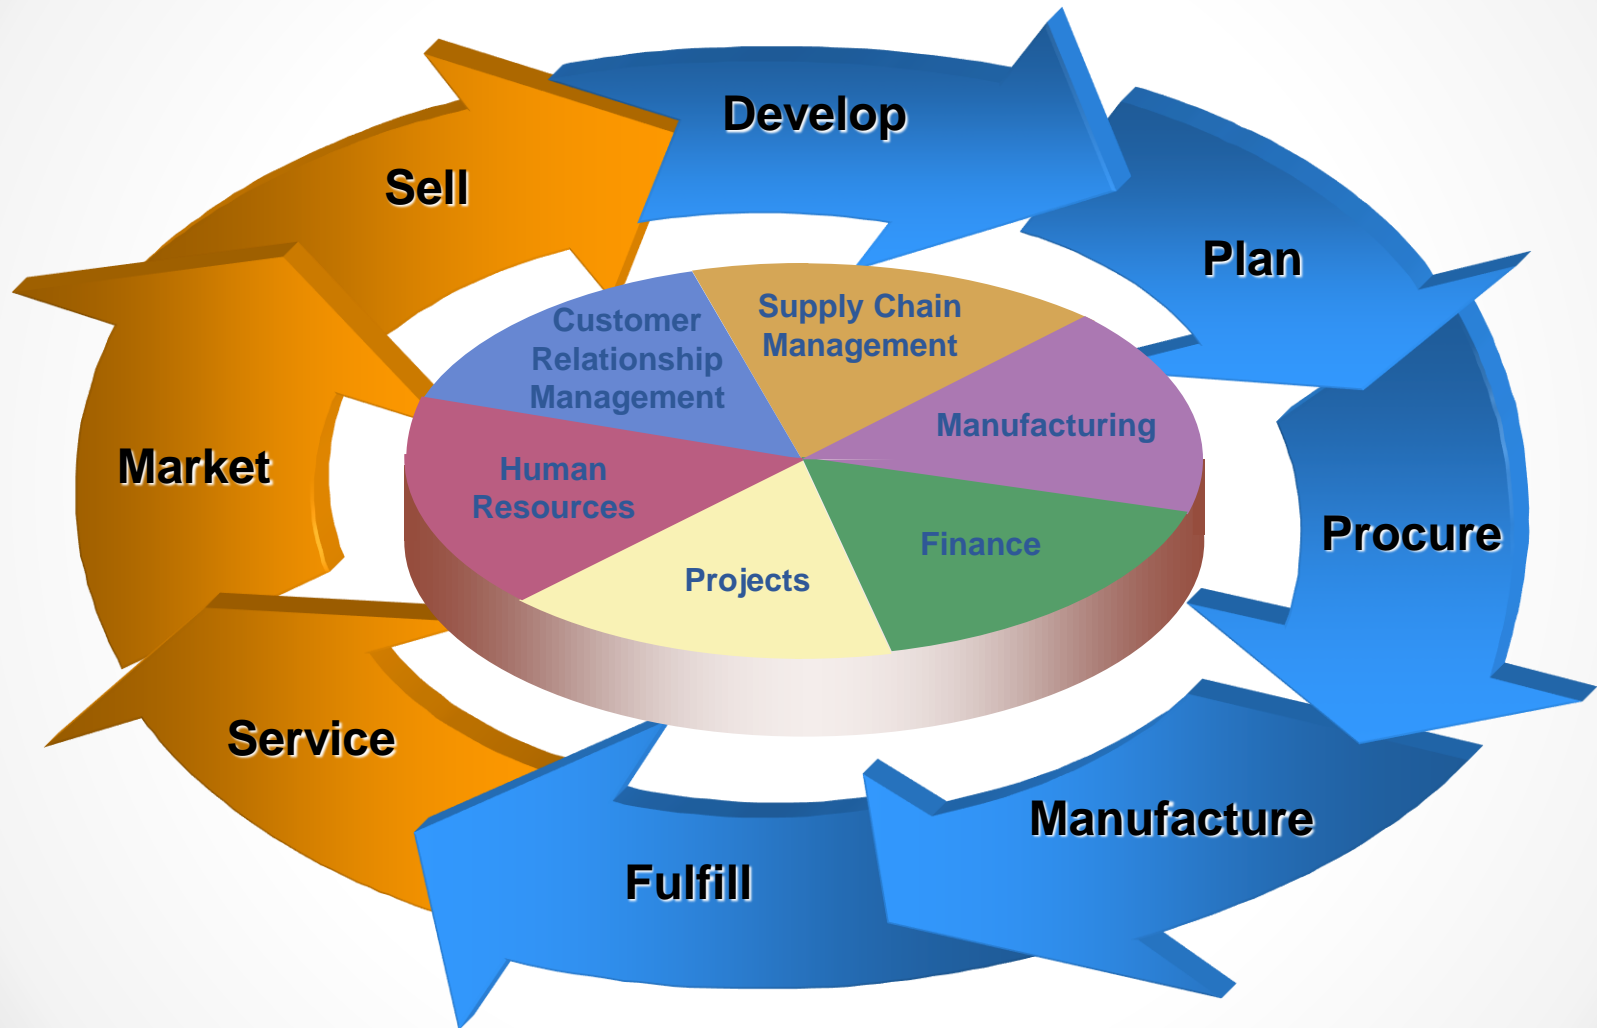 Develop
Sell
Plan
Supply Chain
Management
Customer
Relationship
Management
Manufacturing
Market
Human
Resources
Procure
Finance
Projects
Service
Manufacture
Fulfill